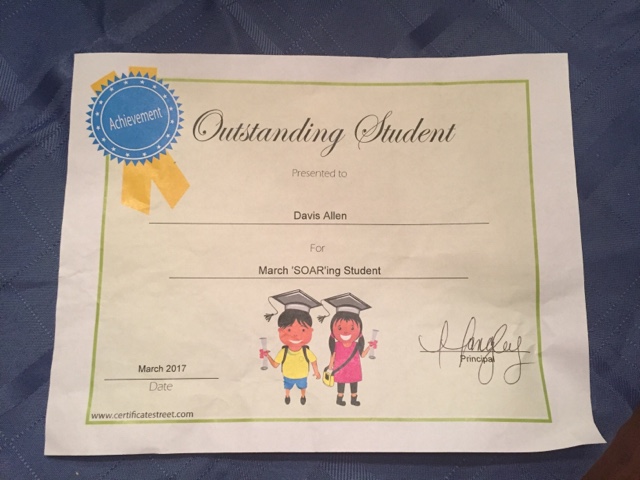 Achievement
Outstanding Student
Presented to
Davis Allen
For
March 'SOAR'ing Student
March 2017
Date
Principal
www.certificatestreet.com